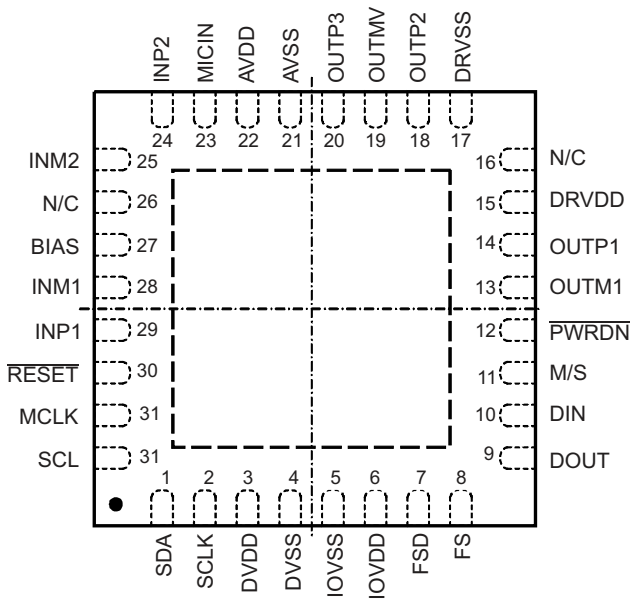 INP2 MICIN AVDD AVSS OUTP3 OUTMV OUTP2 DRVSS
24 23 22 21 20 19 18 17
INM2 25 16 N/C
N/C 26 15 DRVDD
BIAS 27 14 OUTP1
INM1 28 13 OUTM1
INP1 29 12 PWRDN
RESET 30 11 M/S
MCLK 31 10 DIN
SCL 31 9 DOUT
1 2 3 4 5 6 7 8
SDA SCLK DVDD DVSS IOVSS IOVDD FSD FS